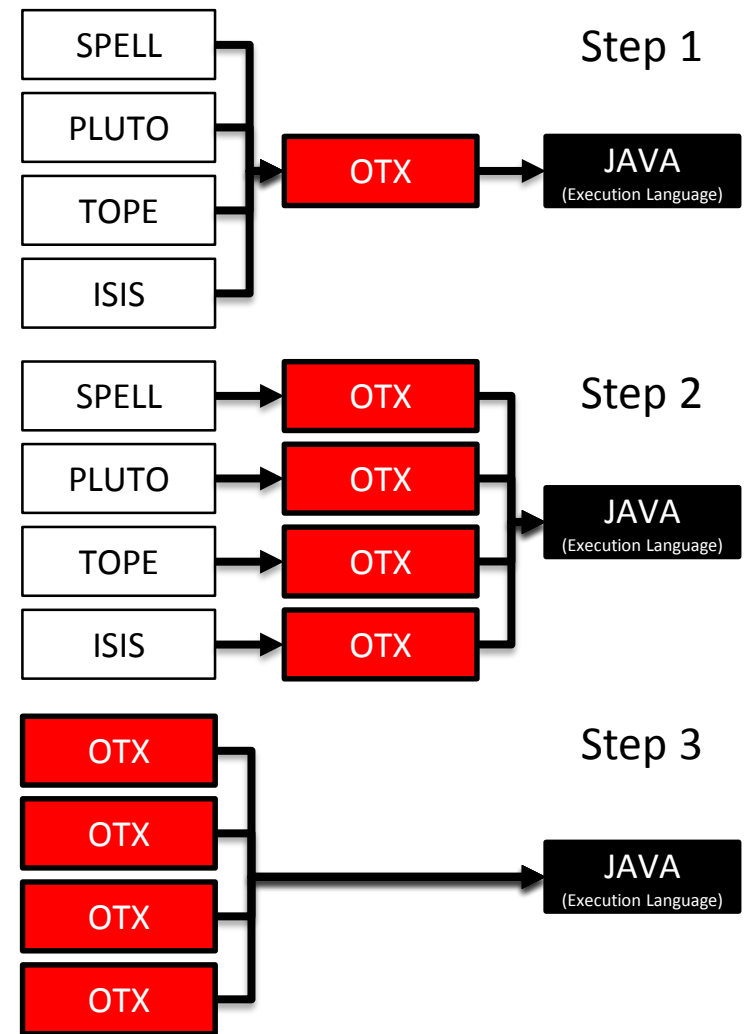 Step 1
SPELL
PLUTO
TOPE
ISIS
OTX
JAVA
(Execution Language)
Step 2
SPELL
PLUTO
TOPE
ISIS
OTX
OTX
OTX
OTX
JAVA
(Execution Language)
Step 3
OTX
OTX
OTX
OTX
JAVA
(Execution Language)